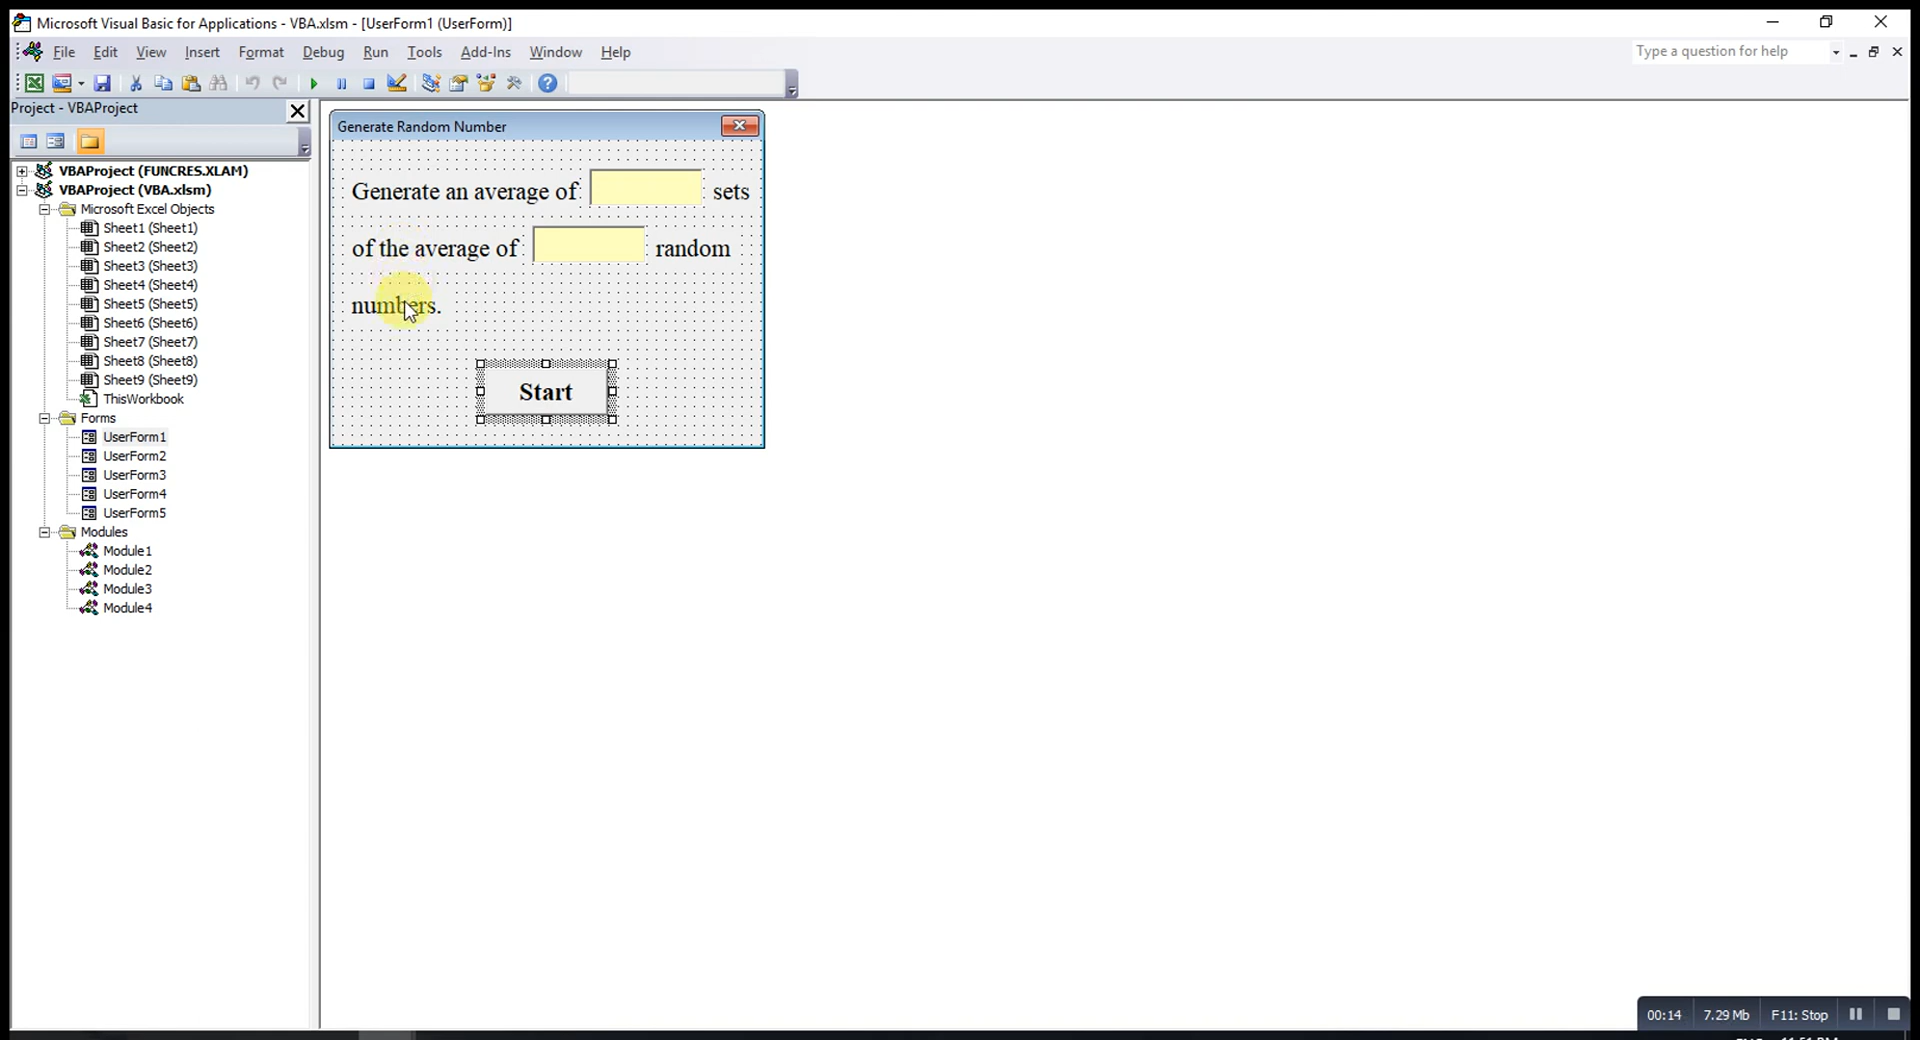 Microsoft Visual Basic for Applications - VBA.xlsm - [UserForm1 (UserForm)]
File Edit View Insert Format Debug Run Tools Add-Ins Window Help
Type a question for help
Project - VBAProject
VBAProject (FUNCRES.XLAM)
VBAProject (VBA.xlsm)
Microsoft Excel Objects
Sheet1 (Sheet1)
Sheet2 (Sheet2)
Sheet3 (Sheet3)
Sheet4 (Sheet4)
Sheet5 (Sheet5)
Sheet6 (Sheet6)
Sheet7 (Sheet7)
Sheet8 (Sheet8)
Sheet9 (Sheet9)
ThisWorkbook
Forms
UserForm1
UserForm2
UserForm3
UserForm4
UserForm5
Modules
Module1
Module2
Module3
Module4
Generate Random Number
Generate an average of sets
of the average of random
numbers.
Start
00:14 7.29 Mb F11: Stop